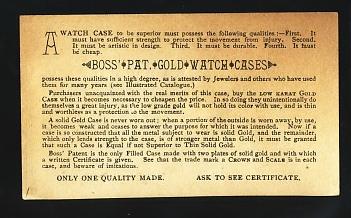 A WATCH CASE to be superior must possess the following qualities:—First. It
must have sufficient strength to protect the movement from injury. Second.
It must be artistic in design. Third. It must be durable. Fourth. It must
be cheap.
BOSS' PAT. GOLD WATCH CASES
possess these qualities in a high degree, as is attested by Jewelers and others who have used
them for many years (see Illustrated Catalogue.)
Purchasers unacquainted with the real merits of this case, buy the LOW KARAT GOLD
CASE when it becomes necessary to cheapen the price. In so doing they unintentionally do
themselves a great injury, as the low grade gold will not hold its color with use, and is thin
and worthless as a protection to the movement.
A solid Gold Case is never worn out; when a portion of the outside is worn away, by use,
it becomes weak and ceases to answer the purpose for which it was intended. Now if a
case is so constructed that all the metal subject to wear is solid Gold, and the remainder,
which only lends strength to the case, is of stronger metal than Gold, it must be granted
that such a Case is Equal if not Superior to Thin Solid Gold.
Boss' Patent is the only Filled Case made with two plates of solid gold and with which
a written Certificate is given. See that the trade mark a CROWN and SCALE is in each
case, and beware of imitations.
ONLY ONE QUALITY MADE. ASK TO SEE CERTIFICATE.